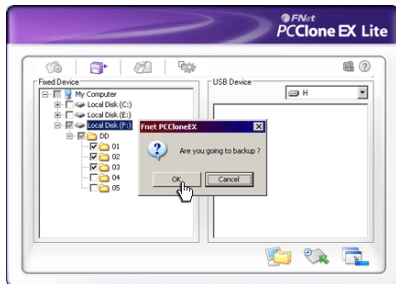 FNet
PCClone EX Lite
Fixed Device
USB Device
My Computer
H
Local Disk (C:)
Local Disk (E:)
Local Disk (F:)
DD
01
02
03
04
05
Fnet PCCloneEX
Are you going to backup ?
OK
Cancel